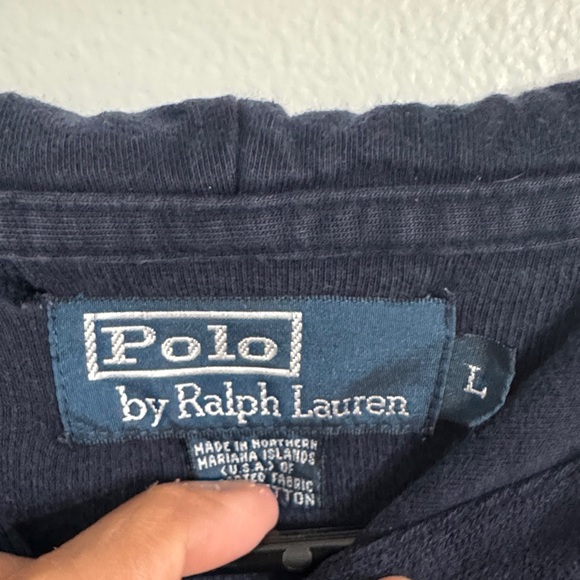 Polo
by Ralph Lauren
L
MADE IN NORTHERN
MARIANA ISLANDS
(U.S.A.) OF
FABRIC